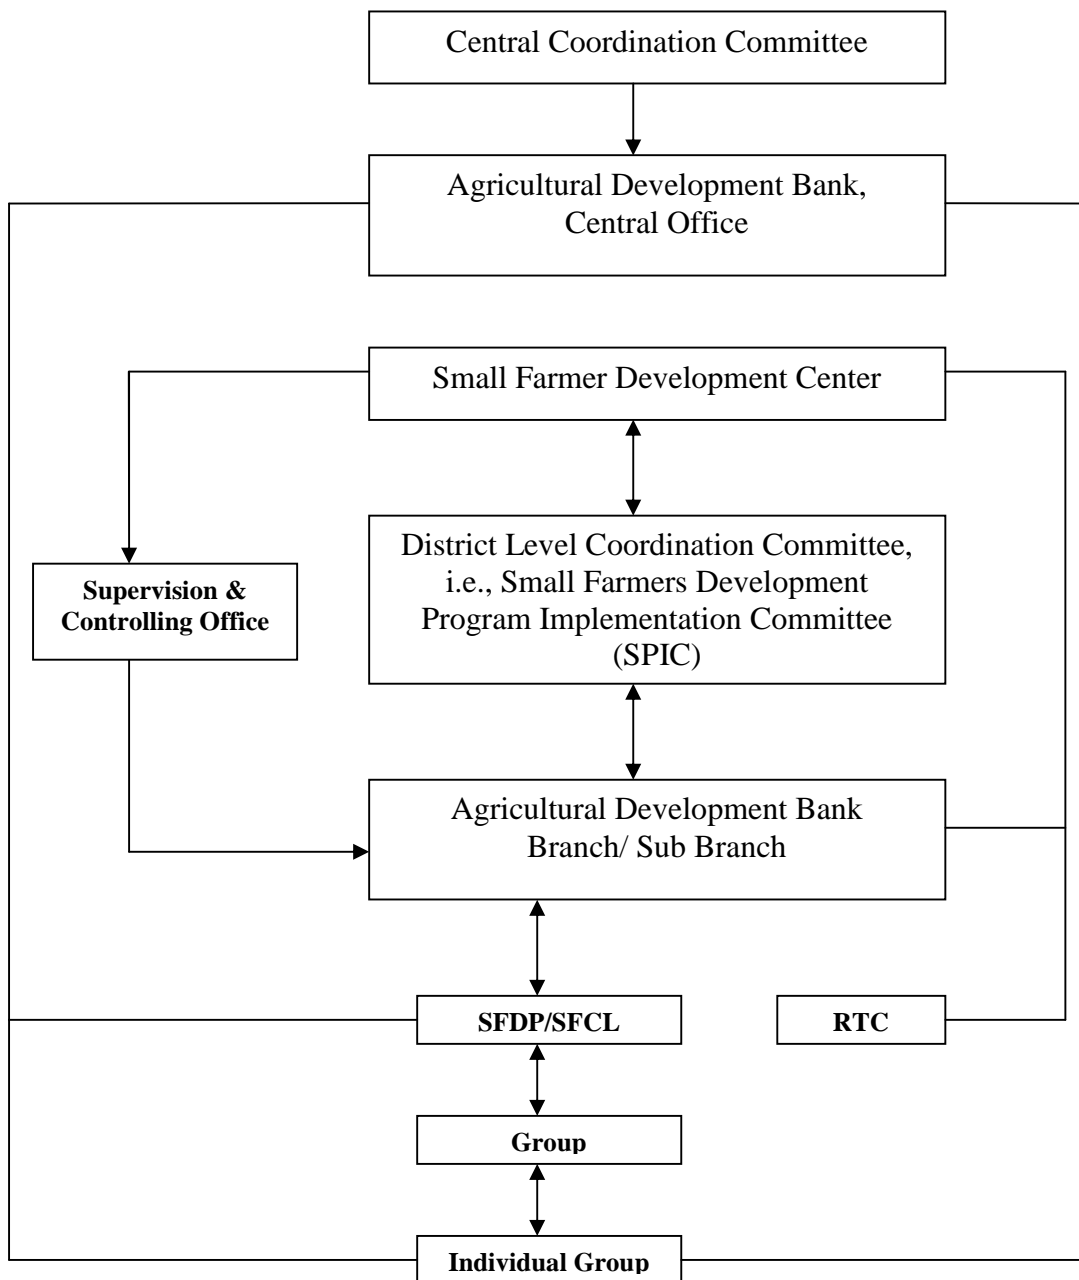 Central Coordination Committee
Agricultural Development Bank,
Central Office
Small Farmer Development Center
District Level Coordination Committee,
i.e., Small Farmers Development
Program Implementation Committee
(SPIC)
Supervision &
Controlling Office
Agricultural Development Bank
Branch/ Sub Branch
SFDP/SFCL
RTC
Group
Individual Group